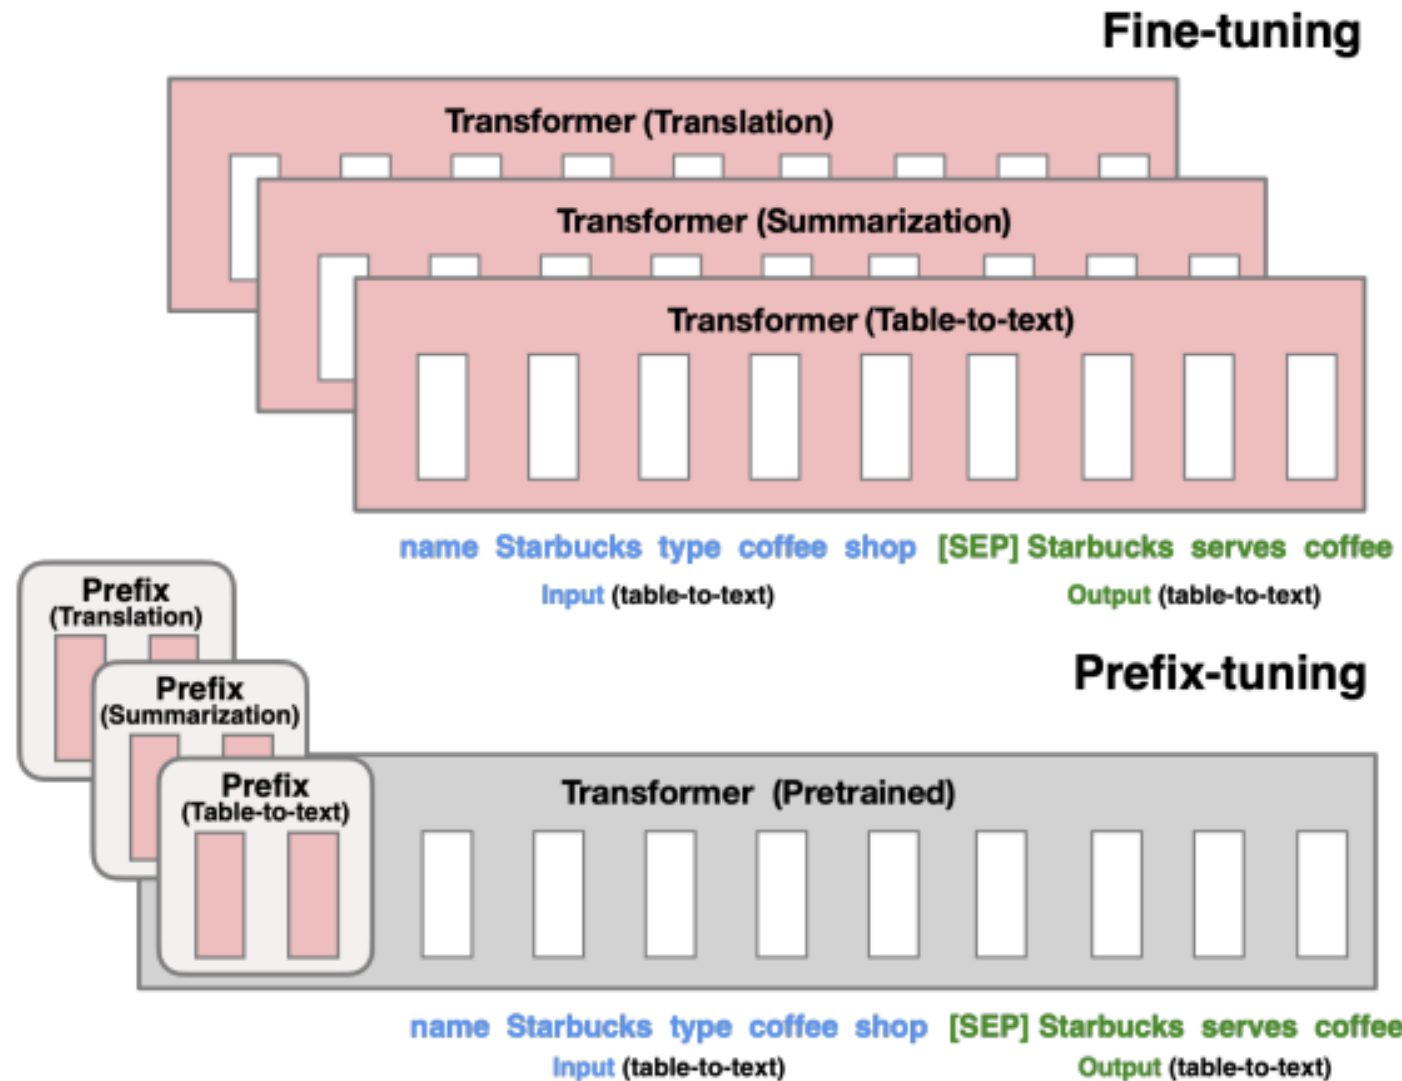 Fine-tuning
Transformer (Translation)
Transformer (Summarization)
Transformer (Table-to-text)
name Starbucks type coffee shop [SEP] Starbucks serves coffee
Input (table-to-text) Output (table-to-text)
Prefix
(Translation)
Prefix-tuning
Prefix
(Summarization)
Prefix
(Table-to-text)
Transformer (Pretrained)
name Starbucks type coffee shop [SEP] Starbucks serves coffee
Input (table-to-text) Output (table-to-text)